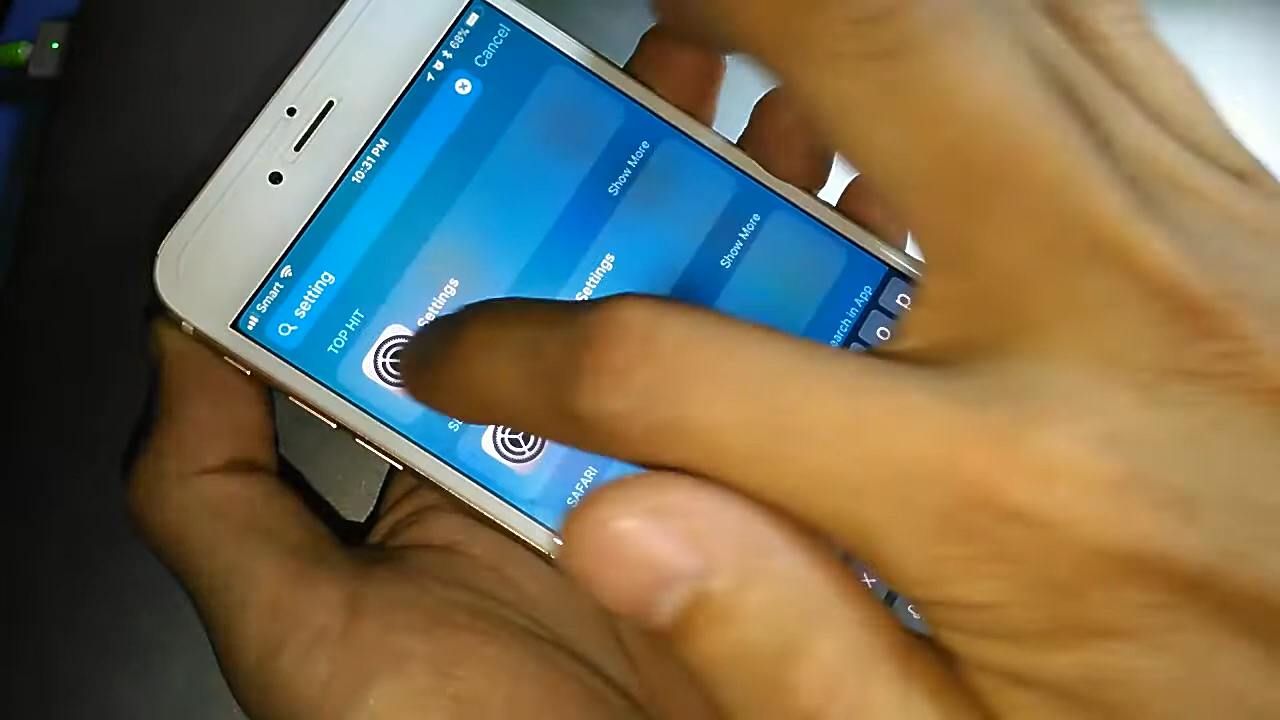 Smart 10:31 PM 68%
setting Cancel
TOP HIT
Settings
Show More
Settings
SAFARI
Show More
Search in App
o p
x